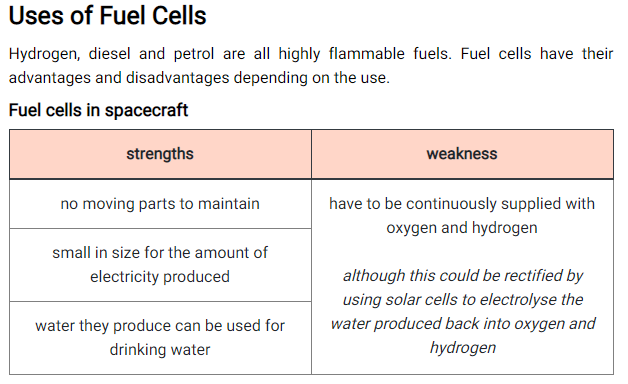 Uses of Fuel Cells
Hydrogen, diesel and petrol are all highly flammable fuels. Fuel cells have their
advantages and disadvantages depending on the use.
Fuel cells in spacecraft
strengths
weakness
no moving parts to maintain
small in size for the amount of
electricity produced
water they produce can be used for
drinking water
have to be continuously supplied with
oxygen and hydrogen
although this could be rectified by
using solar cells to electrolyse the
water produced back into oxygen and
hydrogen